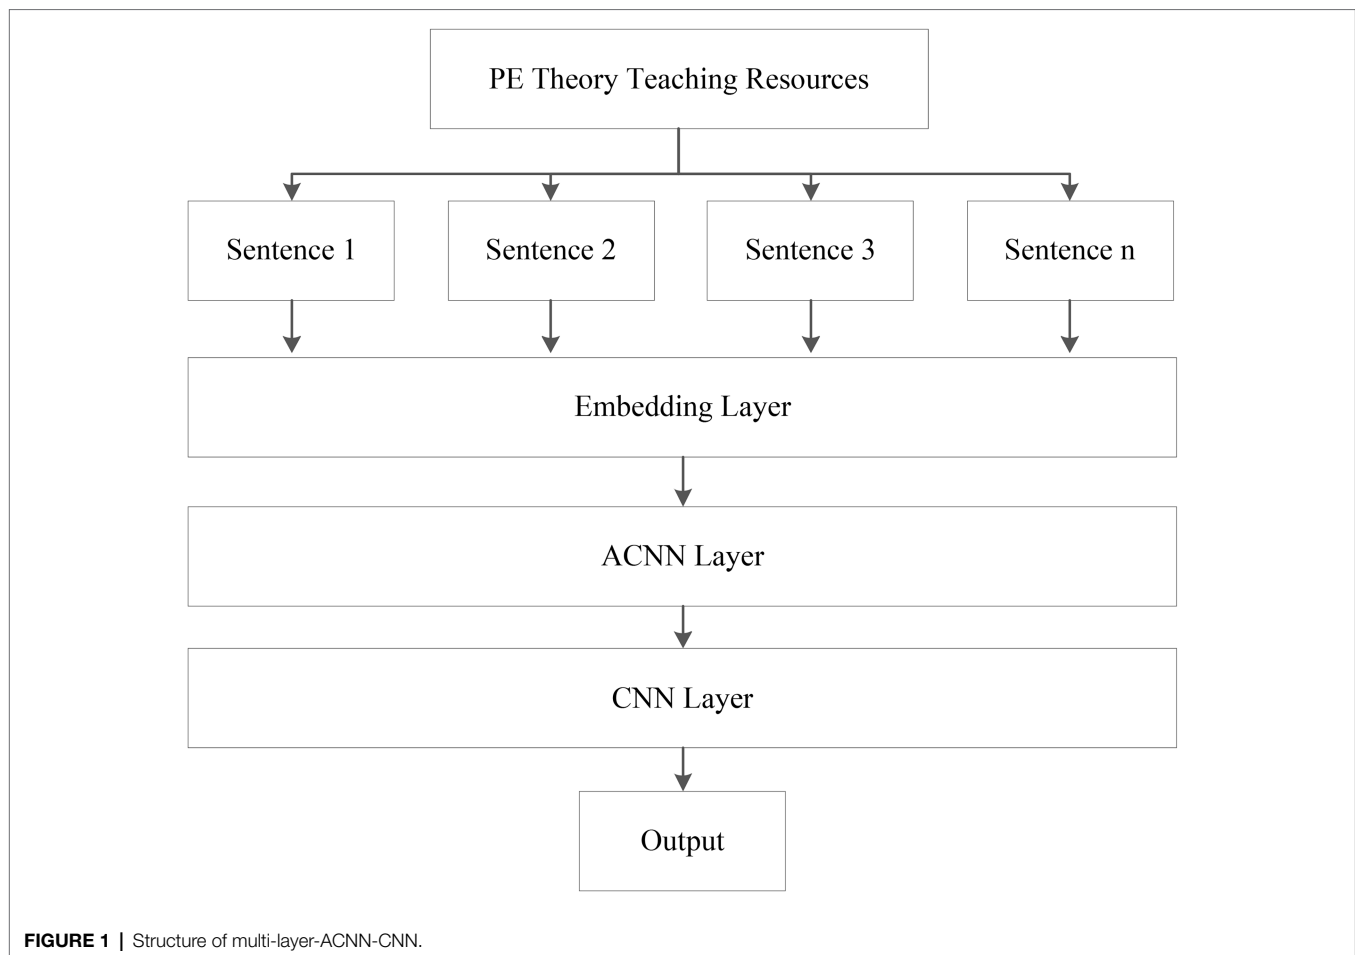 PE Theory Teaching Resources
Sentence 1
Sentence 2
Sentence 3
Sentence n
Embedding Layer
ACNN Layer
CNN Layer
Output
FIGURE 1 | Structure of multi-layer-ACNN-CNN.